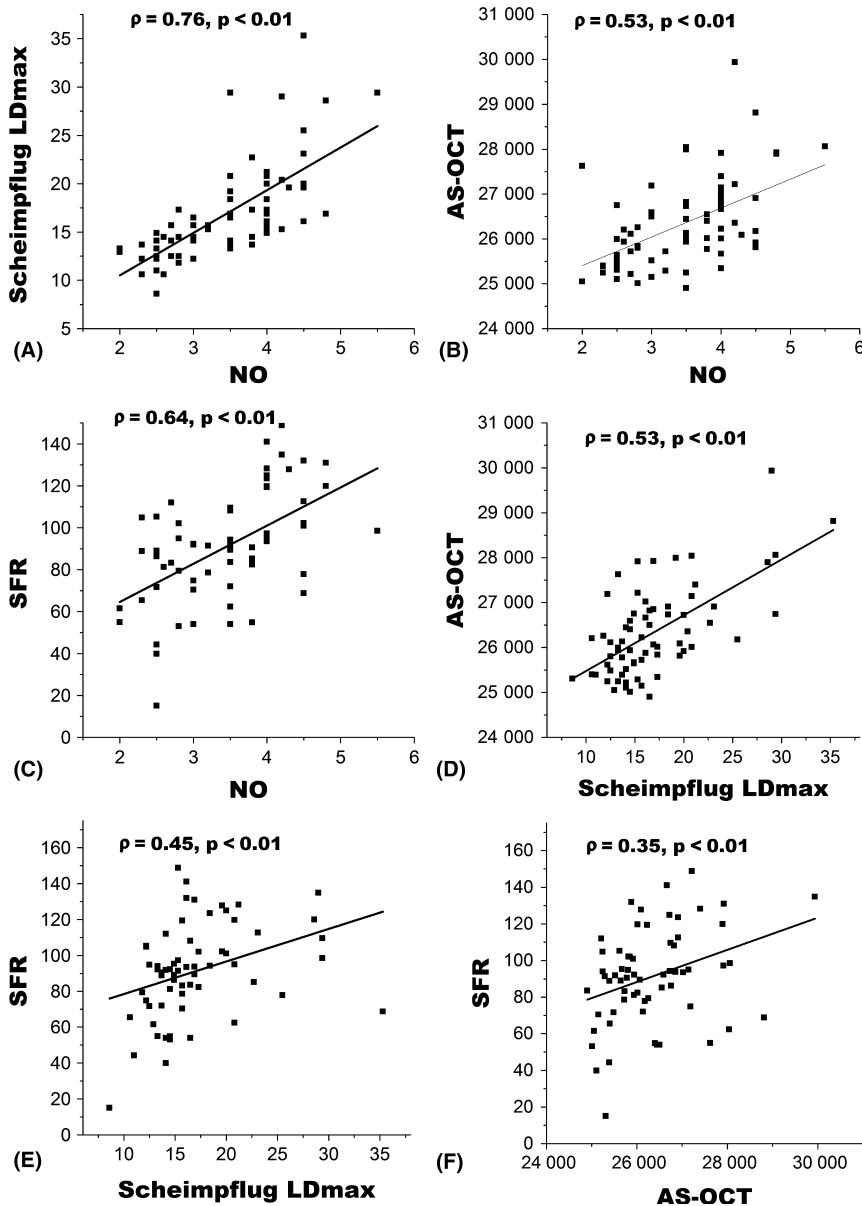 ρ = 0.76, p < 0.01
35
30
25
20
15
10
5
Scheimpflug LDmax
2 3 4 5 6
NO
(A)
ρ = 0.53, p < 0.01
31 000
30 000
29 000
28 000
27 000
26 000
25 000
24 000
AS-OCT
2 3 4 5 6
NO
(B)
ρ = 0.64, p < 0.01
140
120
100
80
60
40
20
0
SFR
2 3 4 5 6
NO
(C)
ρ = 0.53, p < 0.01
31 000
30 000
29 000
28 000
27 000
26 000
25 000
24 000
AS-OCT
10 15 20 25 30 35
Scheimpflug LDmax
(D)
ρ = 0.45, p < 0.01
160
140
120
100
80
60
40
20
0
SFR
10 15 20 25 30 35
Scheimpflug LDmax
(E)
ρ = 0.35, p < 0.01
160
140
120
100
80
60
40
20
0
SFR
24 000 26 000 28 000 30 000
AS-OCT
(F)